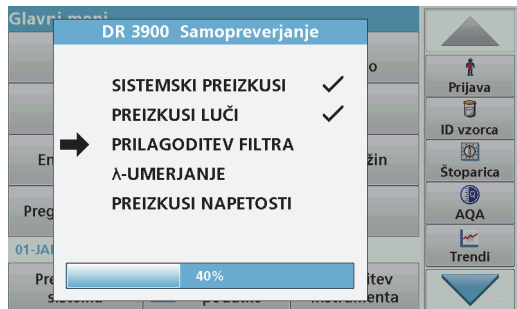 Glavni meni
DR 3900 Samopreverjanje
SISTEMSKI PREIZKUSI
PREIZKUSI LUČI
PRILAGODITEV FILTRA
λ-UMERJANJE
PREIZKUSI NAPETOSTI
40%
01-JA
Prijava
ID vzorca
Štoparica
AQA
Trendi